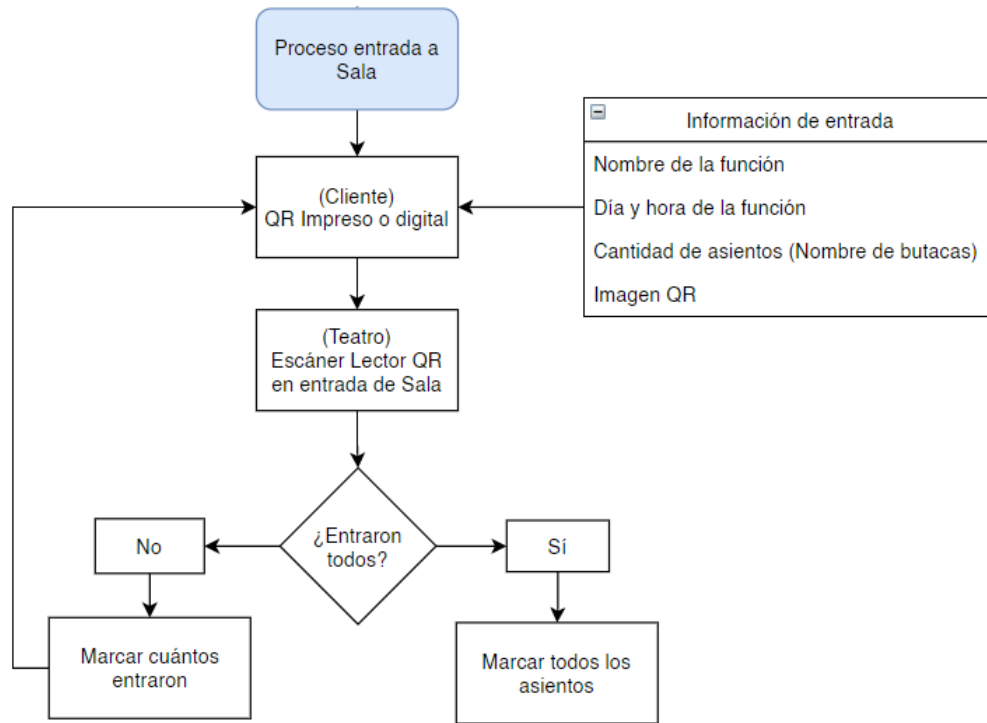 Proceso entrada a
Sala
Información de entrada
Nombre de la función
Día y hora de la función
Cantidad de asientos (Nombre de butacas)
Imagen QR
(Cliente)
QR Impreso o digital
(Teatro)
Escáner Lector QR
en entrada de Sala
¿Entraron
todos?
No
Sí
Marcar cuántos
entraron
Marcar todos los
asientos